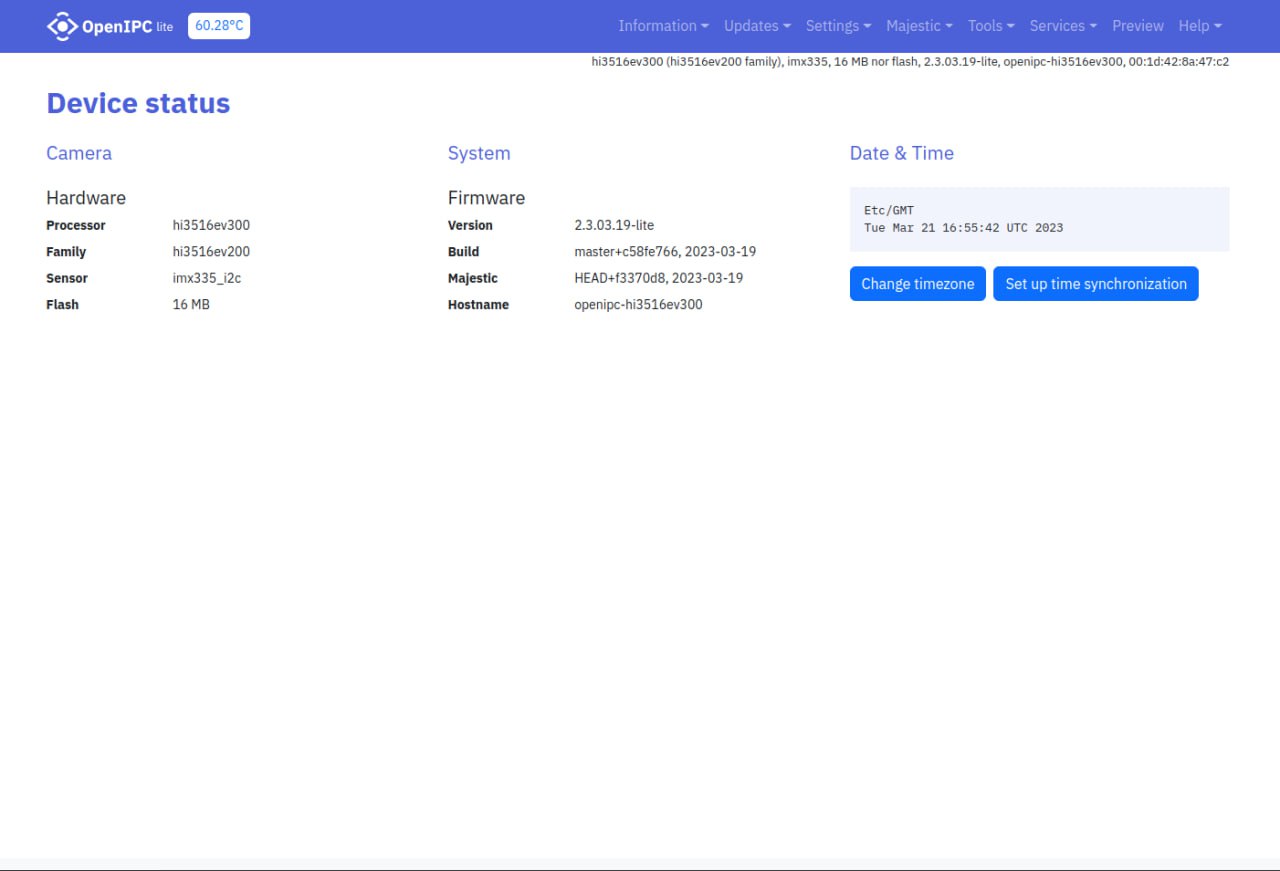 OpenIPC lite 60.28°C Information Updates Settings Majestic Tools Services Preview Help
hi3516ev300 (hi3516ev200 family), imx335, 16 MB nor flash, 2.3.03.19-lite, openipc-hi3516ev300, 00:1d:42:8a:47:c2
Device status
Camera
Hardware
Processor hi3516ev300
Family hi3516ev200
Sensor imx335_i2c
Flash 16 MB
System
Firmware
Version 2.3.03.19-lite
Build master+c58fe766, 2023-03-19
Majestic HEAD+f3370d8, 2023-03-19
Hostname openipc-hi3516ev300
Date & Time
Etc/GMT
Tue Mar 21 16:55:42 UTC 2023
Change timezone Set up time synchronization